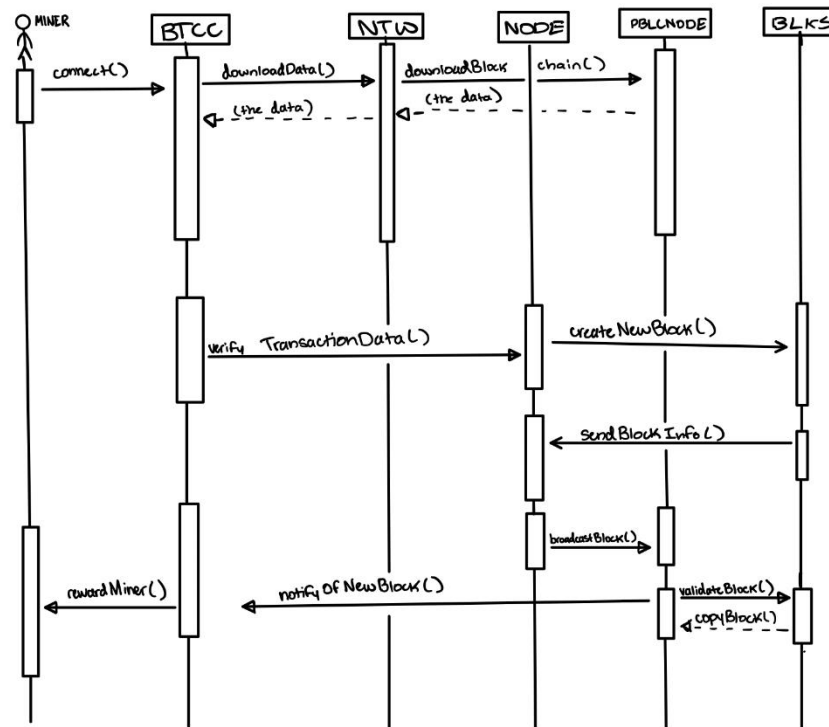 MINER
BTCC
NTW
NODE
PBLCNODE
BLKS
connect()
downloadData()
downloadBlock chain()
(the data)
(the data)
verify TransactionData()
createNewBlock()
sendBlockInfo()
broadcastBlock()
rewardMiner()
notifyOfNewBlock()
validateBlock()
copyBlock()